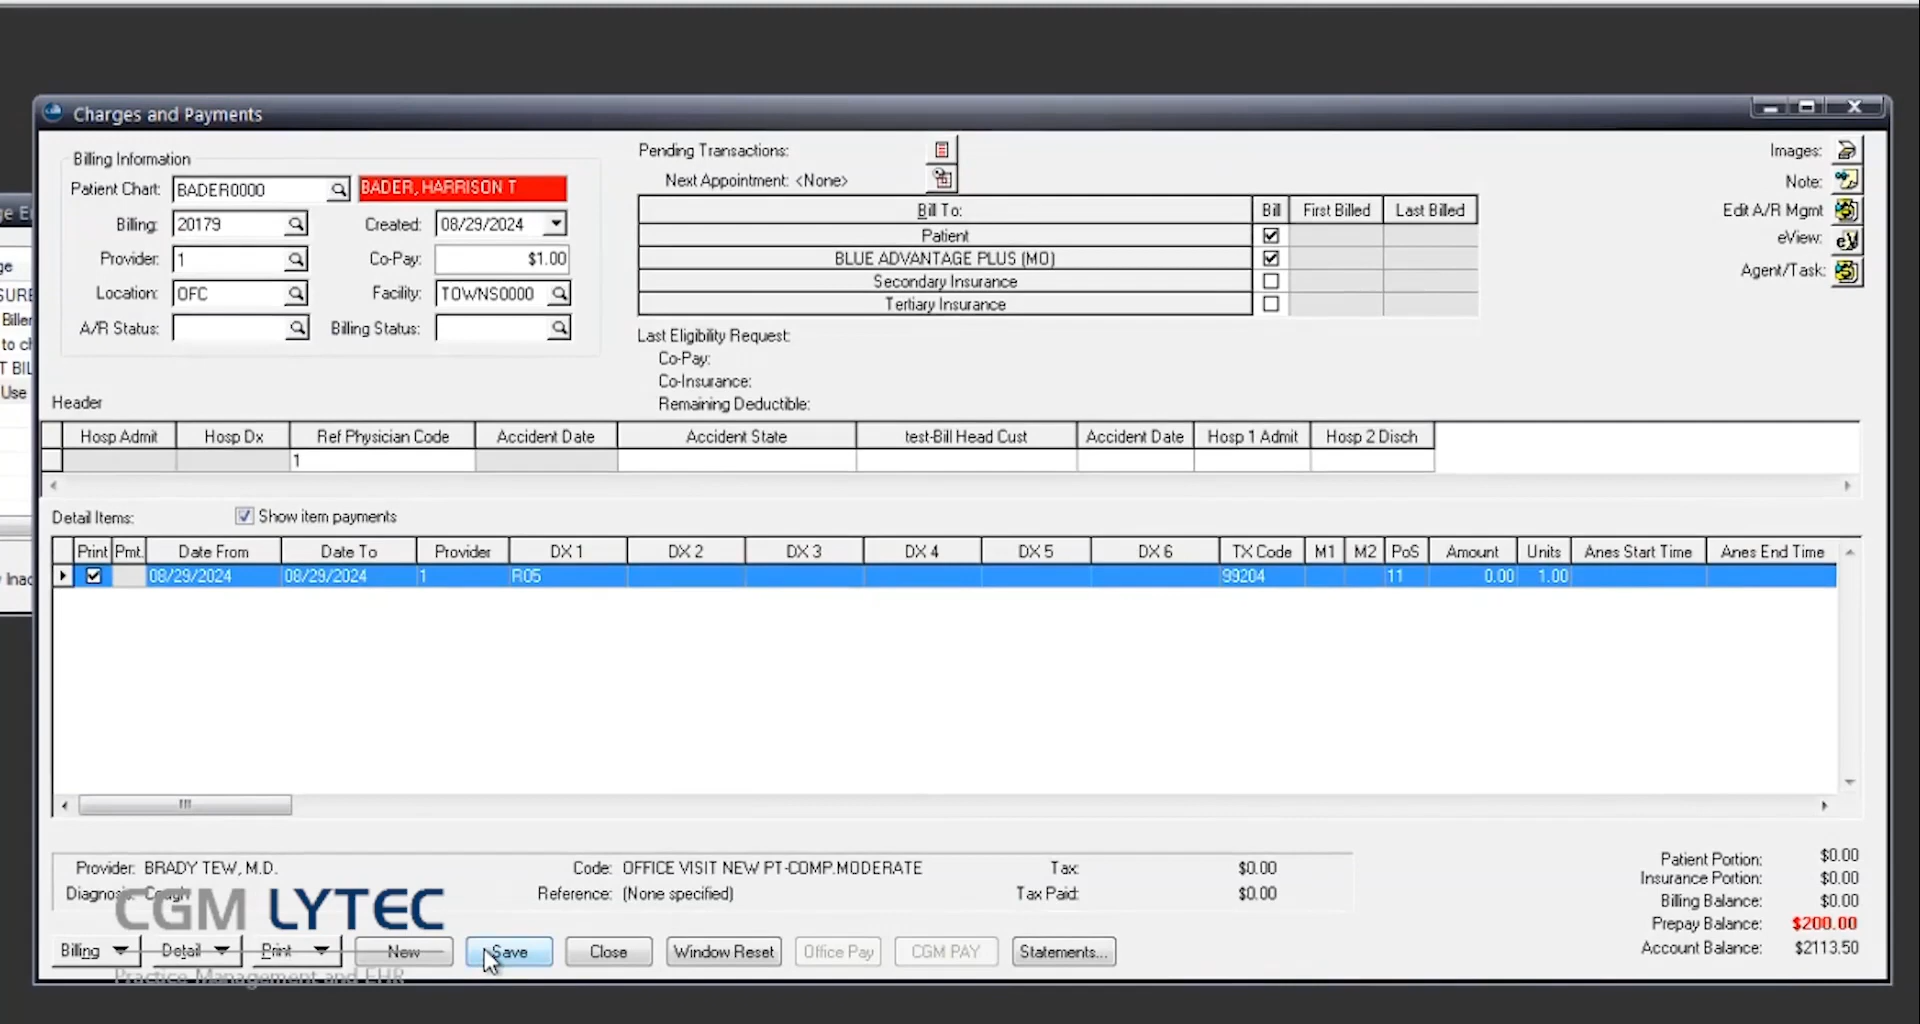 Charges and Payments
Billing Information
Patient Chart: BADER0000 BADER, HARRISON T
Billing: 20179 Created: 08/29/2024
Provider: 1 Co-Pay: $1.00
Location: OFC Facility: TOWNS0000
A/R Status: Billing Status:
Pending Transactions:
Next Appointment: <None>
Bill To: Bill First Billed Last Billed
Patient
BLUE ADVANTAGE PLUS (MO)
Secondary Insurance
Tertiary Insurance
Last Eligibility Request:
Co-Pay:
Co-Insurance:
Remaining Deductible:
Images:
Note:
Edit A/R Mgmt
eView: eV
Agent/Task:
Biller
to
Use
Header
Hosp Admit Hosp Dx Ref Physician Code Accident Date Accident State test-Bill Head Cust Accident Date Hosp 1 Admit Hosp 2 Disch
1
Detail Items: Show item payments
Print Pmt. Date From Date To Provider DX 1 DX 2 DX 3 DX 4 DX 5 DX 6 TX Code M1 M2 PoS Amount Units Anes Start Time Anes End Time
08/29/2024 08/29/2024 1 R05 99204 11 0.00 1.00
Provider: BRADY TEW, M.D. Code: OFFICE VISIT NEW PT-COMP.MODERATE Tax: $0.00
Diagnosis: Cough Reference: (None specified) Tax Paid: $0.00
Patient Portion: $0.00
Insurance Portion: $0.00
Billing Balance: $0.00
Prepay Balance: $200.00
Account Balance: $2113.50
CGM LYTEC
Billing Detail Print New Save Close Window Reset Office Pay CGM PAY Statements...
Practice Management and EHR